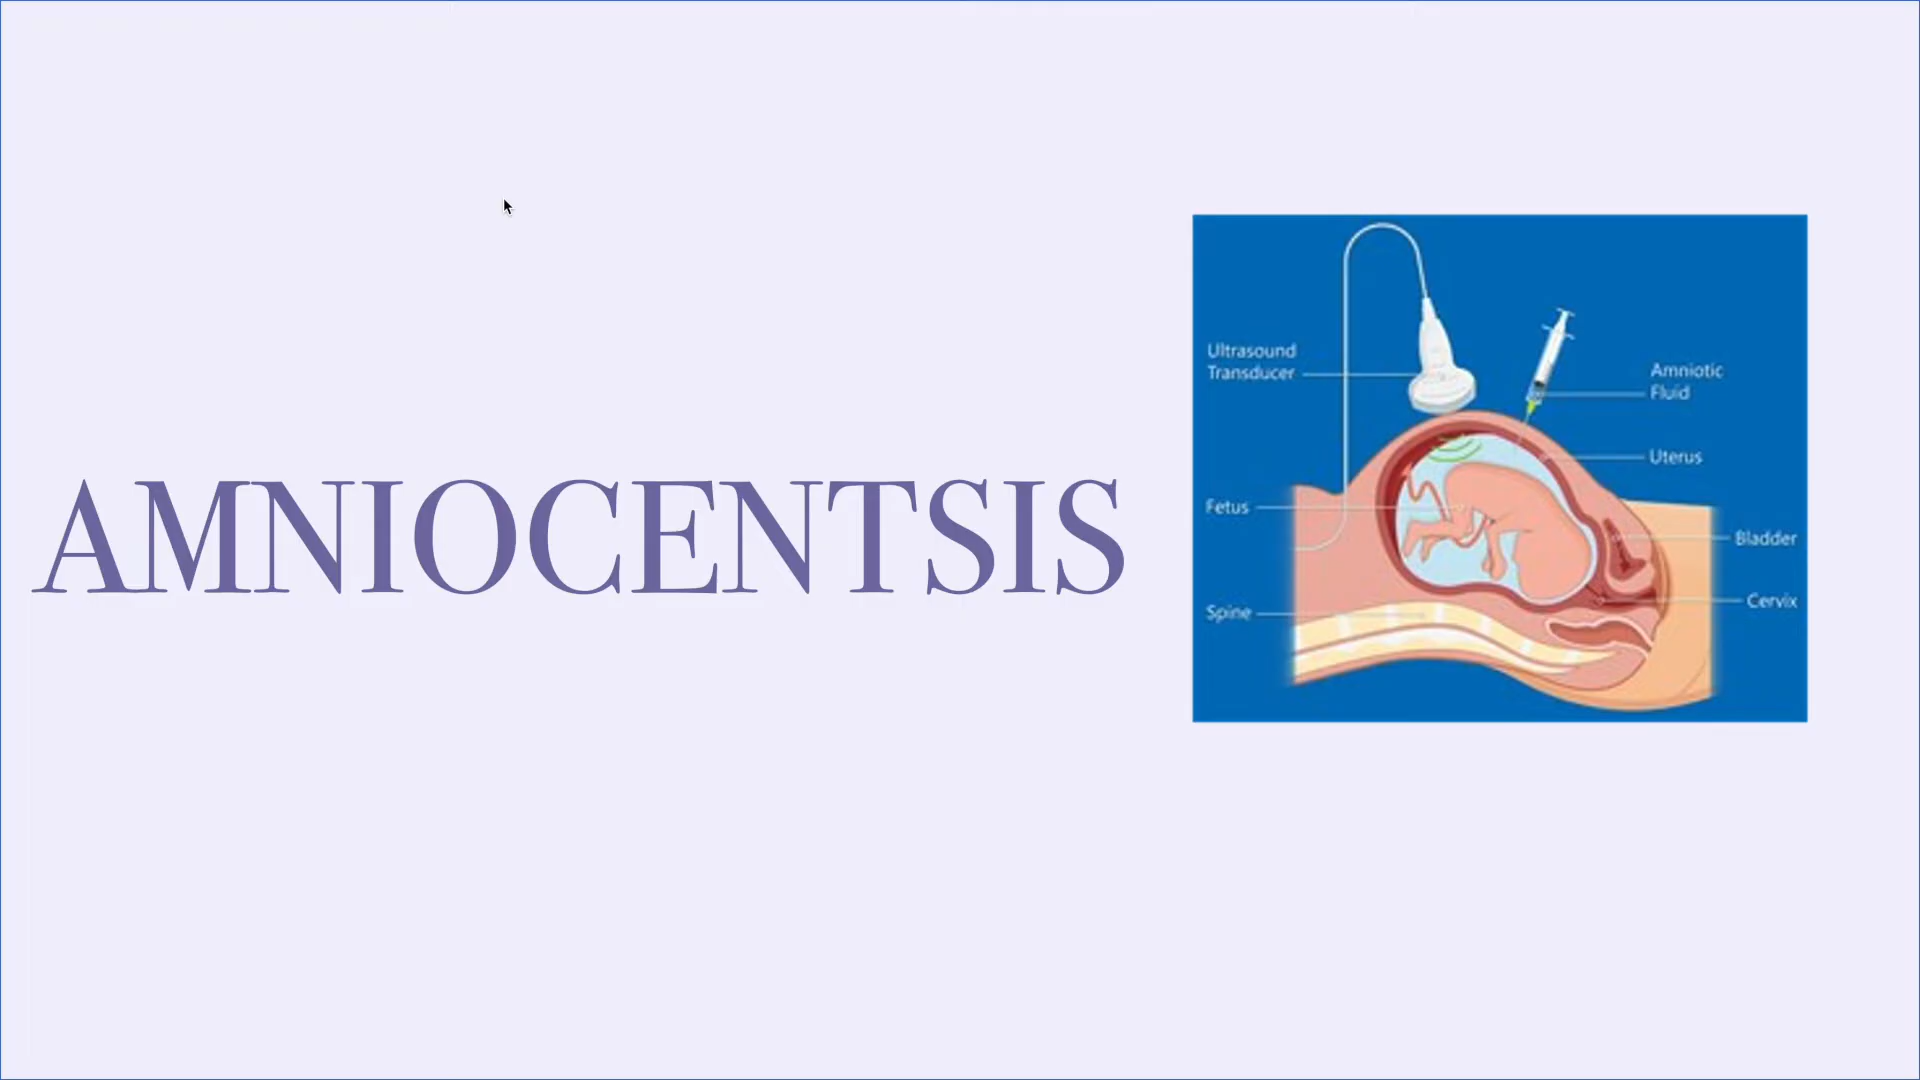 AMNIOCENTSIS
Ultrasound
Transducer
Amniotic
Fluid
Uterus
Fetus
Bladder
Cervix
Spine